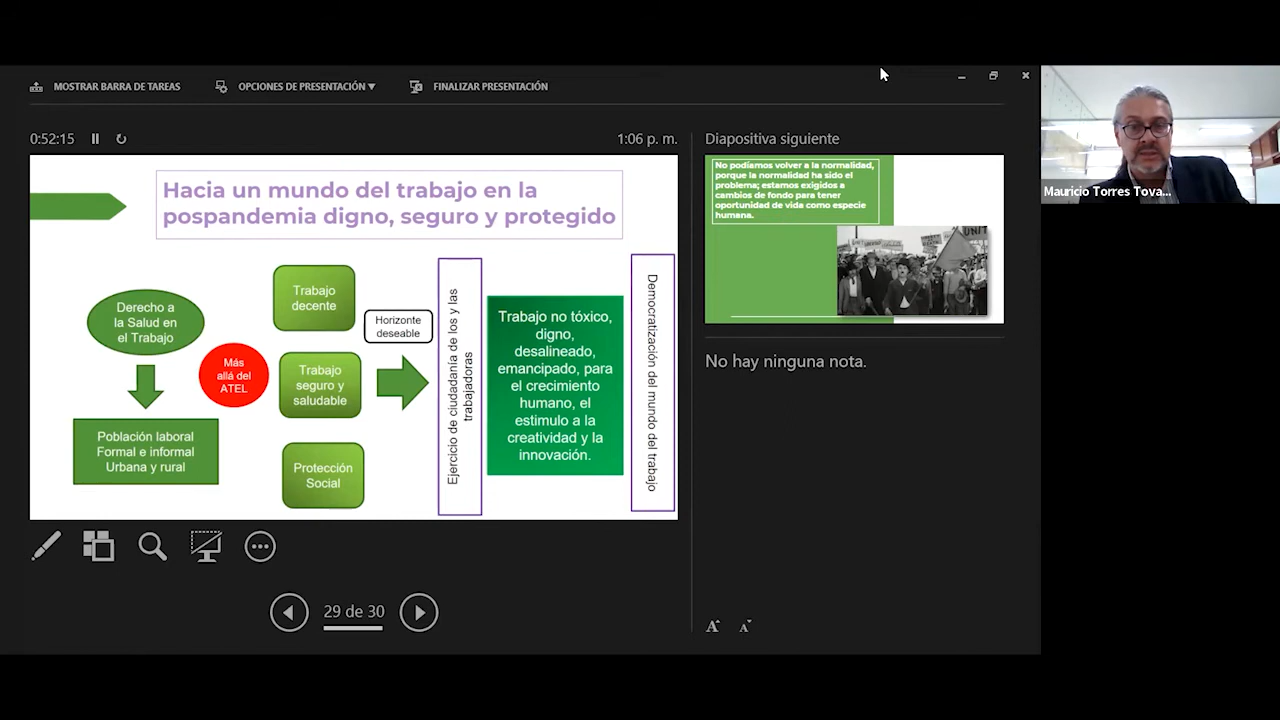 MOSTRAR BARRA DE TAREAS
OPCIONES DE PRESENTACIÓN ▼
FINALIZAR PRESENTACIÓN
0:52:15
1:06 p. m.
Hacia un mundo del trabajo en la
pospandemia digno, seguro y protegido
Derecho a
la Salud en
el Trabajo
Población laboral
Formal e informal
Urbana y rural
Más
allá del
ATEL
Trabajo
decente
Trabajo
seguro y
saludable
Protección
Social
Horizonte
deseable
Ejercicio de ciudadanía de los y las
trabajadoras
Trabajo no tóxico,
digno,
desalineado,
emancipado, para
el crecimiento
humano, el
estimulo a la
creatividad y la
innovación.
Democratización del mundo del trabajo
29 de 30
Diapositiva siguiente
No podíamos volver a la normalidad,
porque la normalidad ha sido el
problema; estamos exigidos a
cambios de fondo para tener
oportunidad de vida como especie
humana.
UNIT
No hay ninguna nota.
A A
Mauricio Torres Tova...